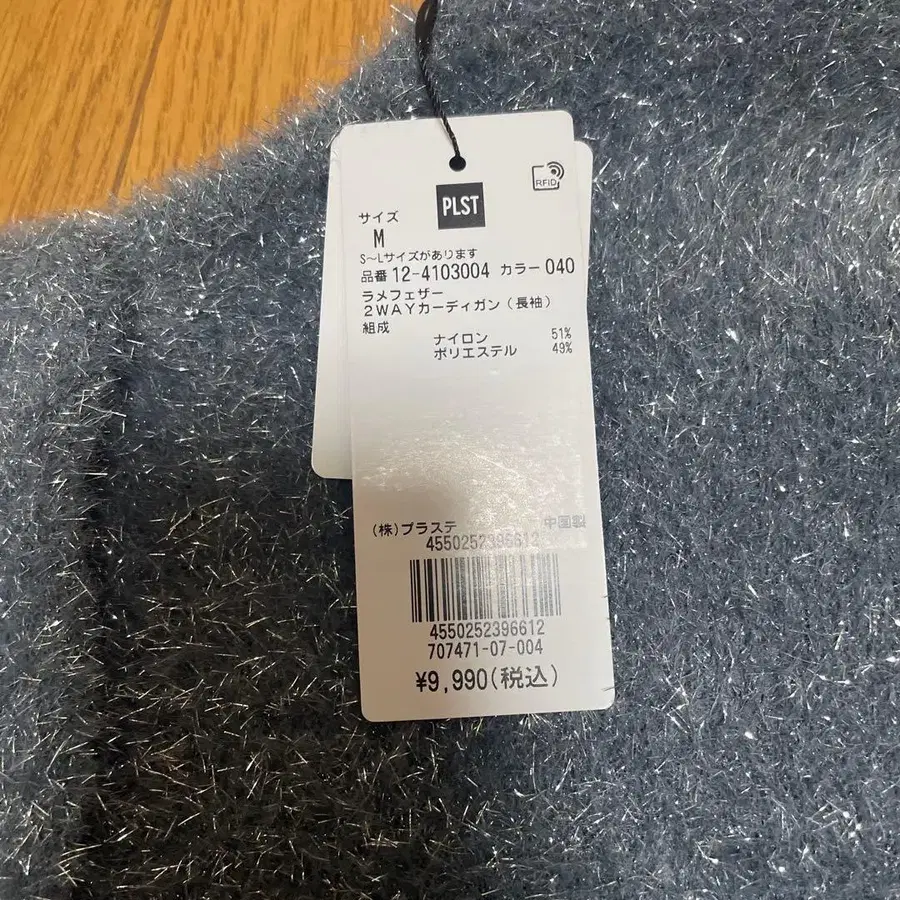 PLST
RFID
サイズ
M
S〜Lサイズがあります
品番 12-4103004 カラー 040
ラメフェザー
2WAYカーディガン(長袖)
組成
ナイロン 51%
ポリエステル 49%
(株)プラステ 中国製
4550252396612
4550252396612
707471-07-004
¥9,990(税込)